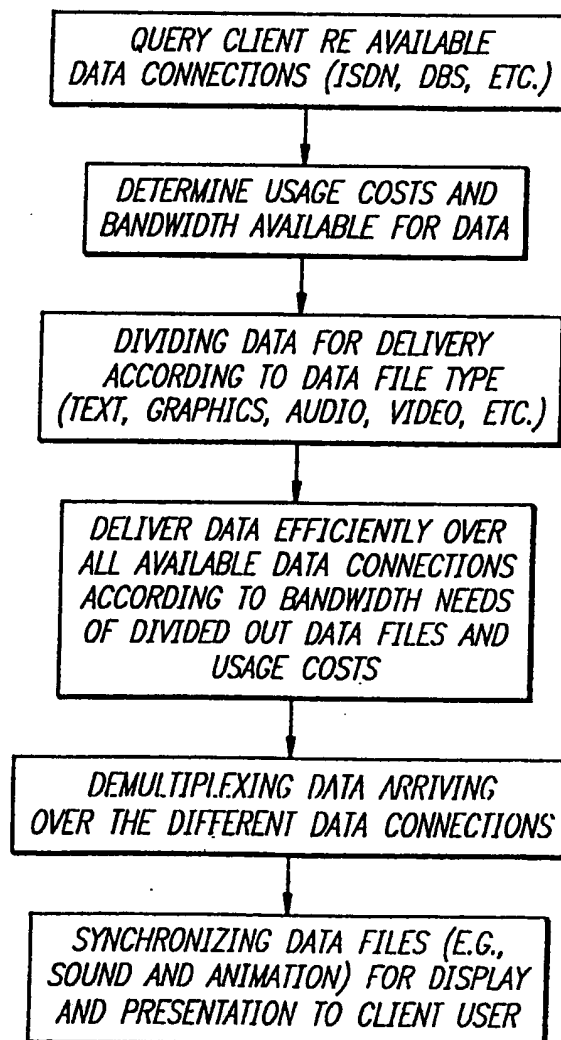 QUERY CLIENT RE AVAILABLE
DATA CONNECTIONS (ISDN, DBS, ETC.)
DETERMINE USAGE COSTS AND
BANDWIDTH AVAILABLE FOR DATA
DIVIDING DATA FOR DELIVERY
ACCORDING TO DATA FILE TYPE
(TEXT, GRAPHICS, AUDIO, VIDEO, ETC.)
DELIVER DATA EFFICIENTLY OVER
ALL AVAILABLE DATA CONNECTIONS
ACCORDING TO BANDWIDTH NEEDS
OF DIVIDED OUT DATA FILES AND
USAGE COSTS
DEMULTIPLEXING DATA ARRIVING
OVER THE DIFFERENT DATA CONNECTIONS
SYNCHRONIZING DATA FILES (E.G.,
SOUND AND ANIMATION) FOR DISPLAY
AND PRESENTATION TO CLIENT USER